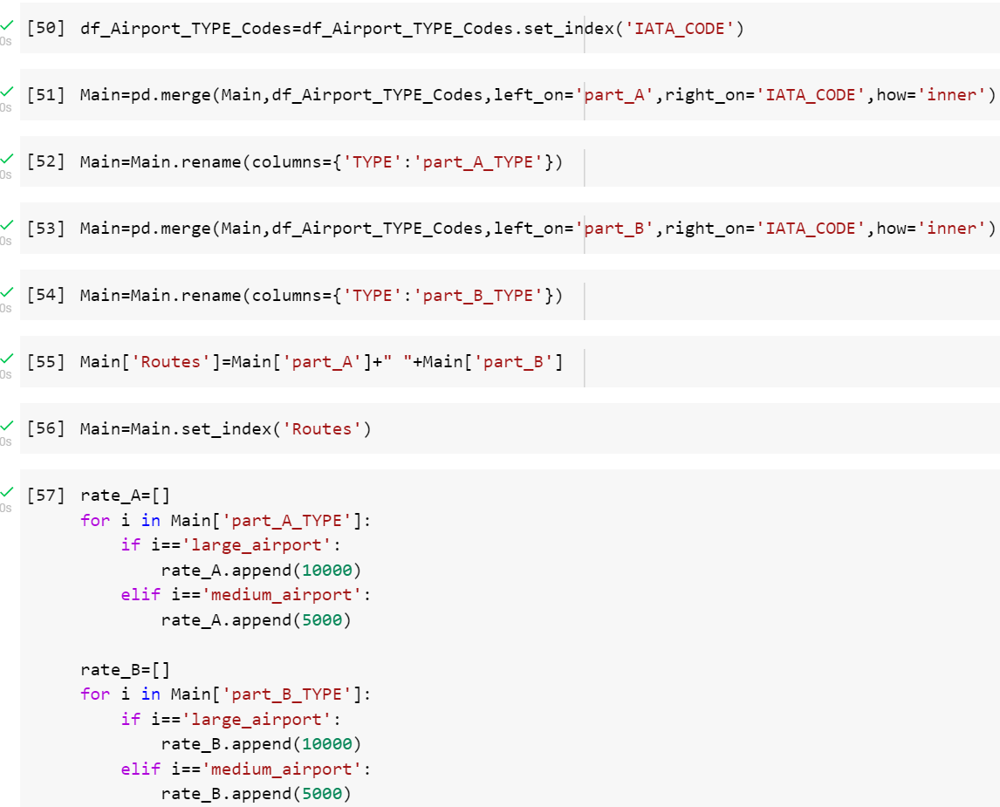 [50] df_Airport_TYPE_Codes=df_Airport_TYPE_Codes.set_index('IATA_CODE')
0s
[51] Main=pd.merge(Main,df_Airport_TYPE_Codes,left_on='part_A',right_on='IATA_CODE',how='inner')
0s
[52] Main=Main.rename(columns={'TYPE':'part_A_TYPE'})
0s
[53] Main=pd.merge(Main,df_Airport_TYPE_Codes,left_on='part_B',right_on='IATA_CODE',how='inner')
0s
[54] Main=Main.rename(columns={'TYPE':'part_B_TYPE'})
0s
[55] Main['Routes']=Main['part_A']+" "+Main['part_B']
0s
[56] Main=Main.set_index('Routes')
0s
[57] rate_A=[]
0s
for i in Main['part_A_TYPE']:
    if i=='large_airport':
        rate_A.append(10000)
    elif i=='medium_airport':
        rate_A.append(5000)
rate_B=[]
for i in Main['part_B_TYPE']:
    if i=='large_airport':
        rate_B.append(10000)
    elif i=='medium_airport':
        rate_B.append(5000)